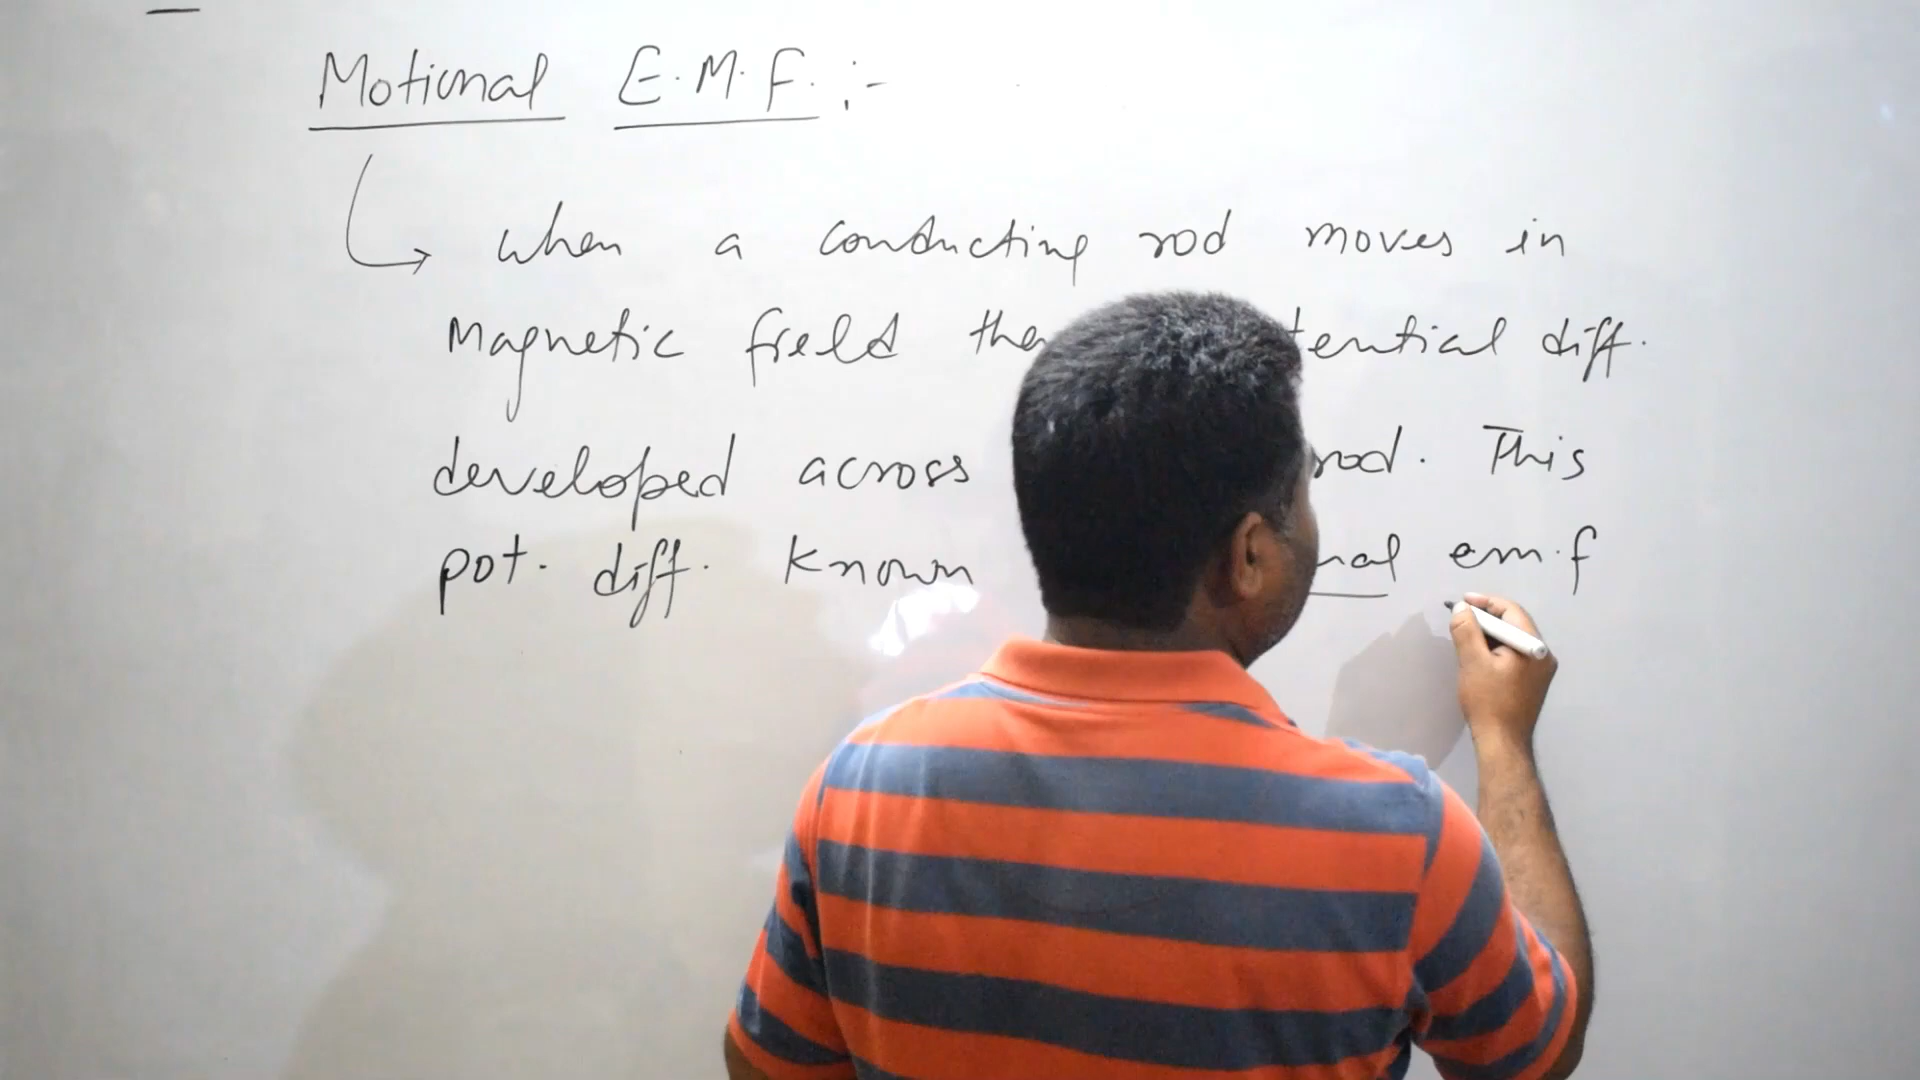 Motional E.M.F. :-
when a conducting rod moves in
Magnetic field tential diff.
developed across rod. This
pot. diff. Known nal em.f